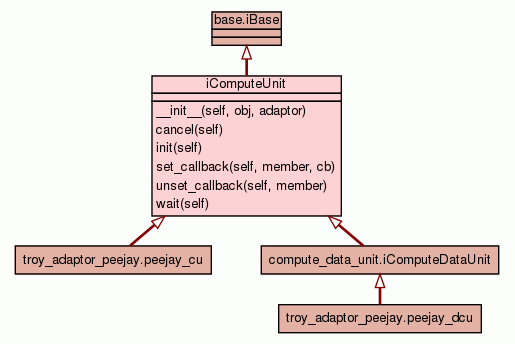 base.iBase
iComputeUnit
__init__(self, obj, adaptor)
cancel(self)
init(self)
set_callback(self, member, cb)
unset_callback(self, member)
wait(self)
troy_adaptor_peejay.peejay_cu
compute_data_unit.iComputeDataUnit
troy_adaptor_peejay.peejay_dcu